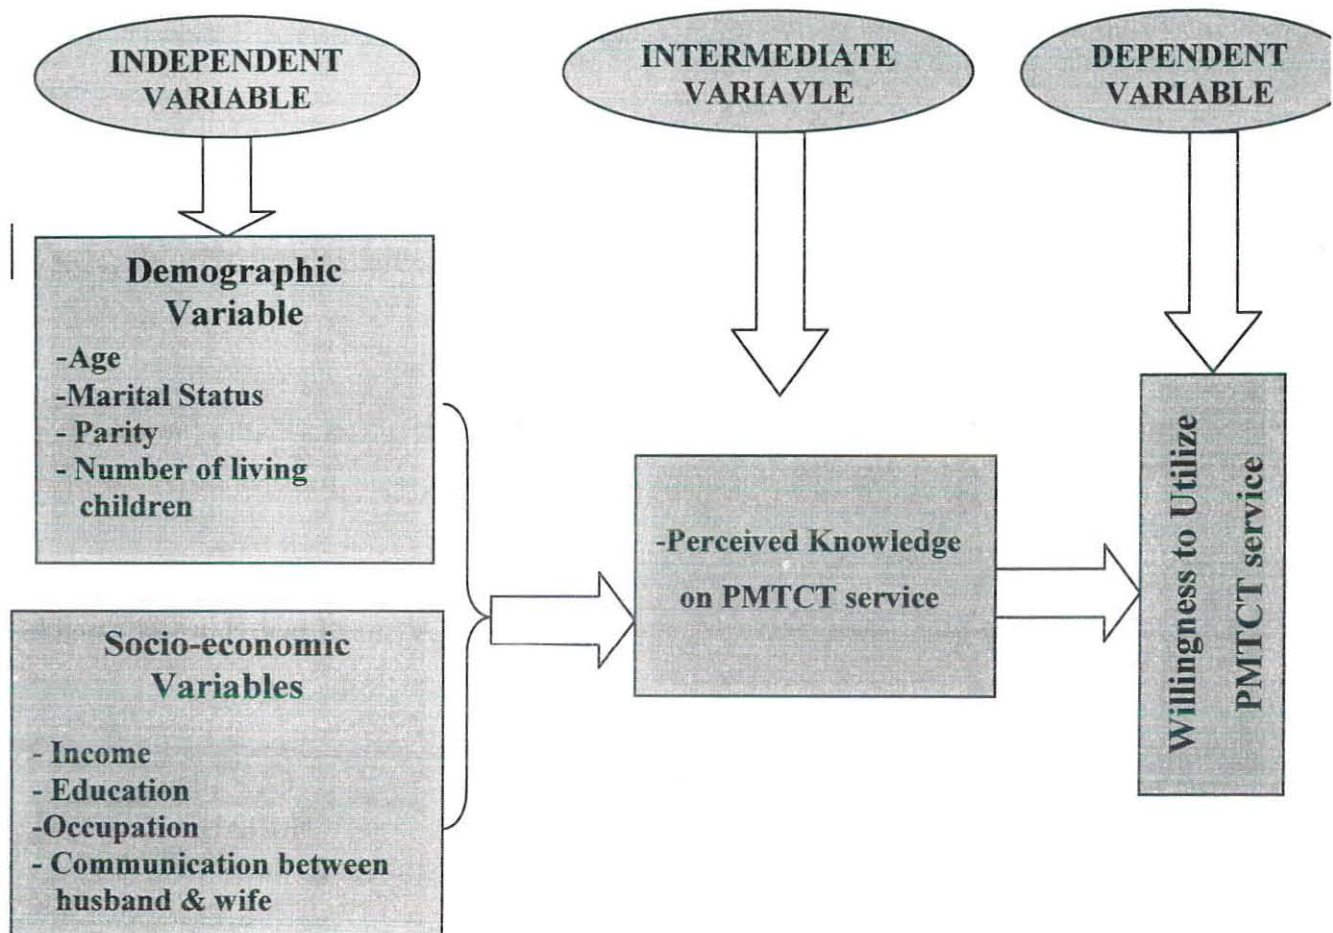 INDEPENDENT
VARIABLE
INTERMEDIATE
VARIAVLE
DEPENDENT
VARIABLE
Demographic
Variable
-Age
-Marital Status
- Parity
- Number of living
children
Socio-economic
Variables
- Income
- Education
-Occupation
- Communication between
husband & wife
-Perceived Knowledge
on PMTCT service
Willingness to Utilize
PMTCT service